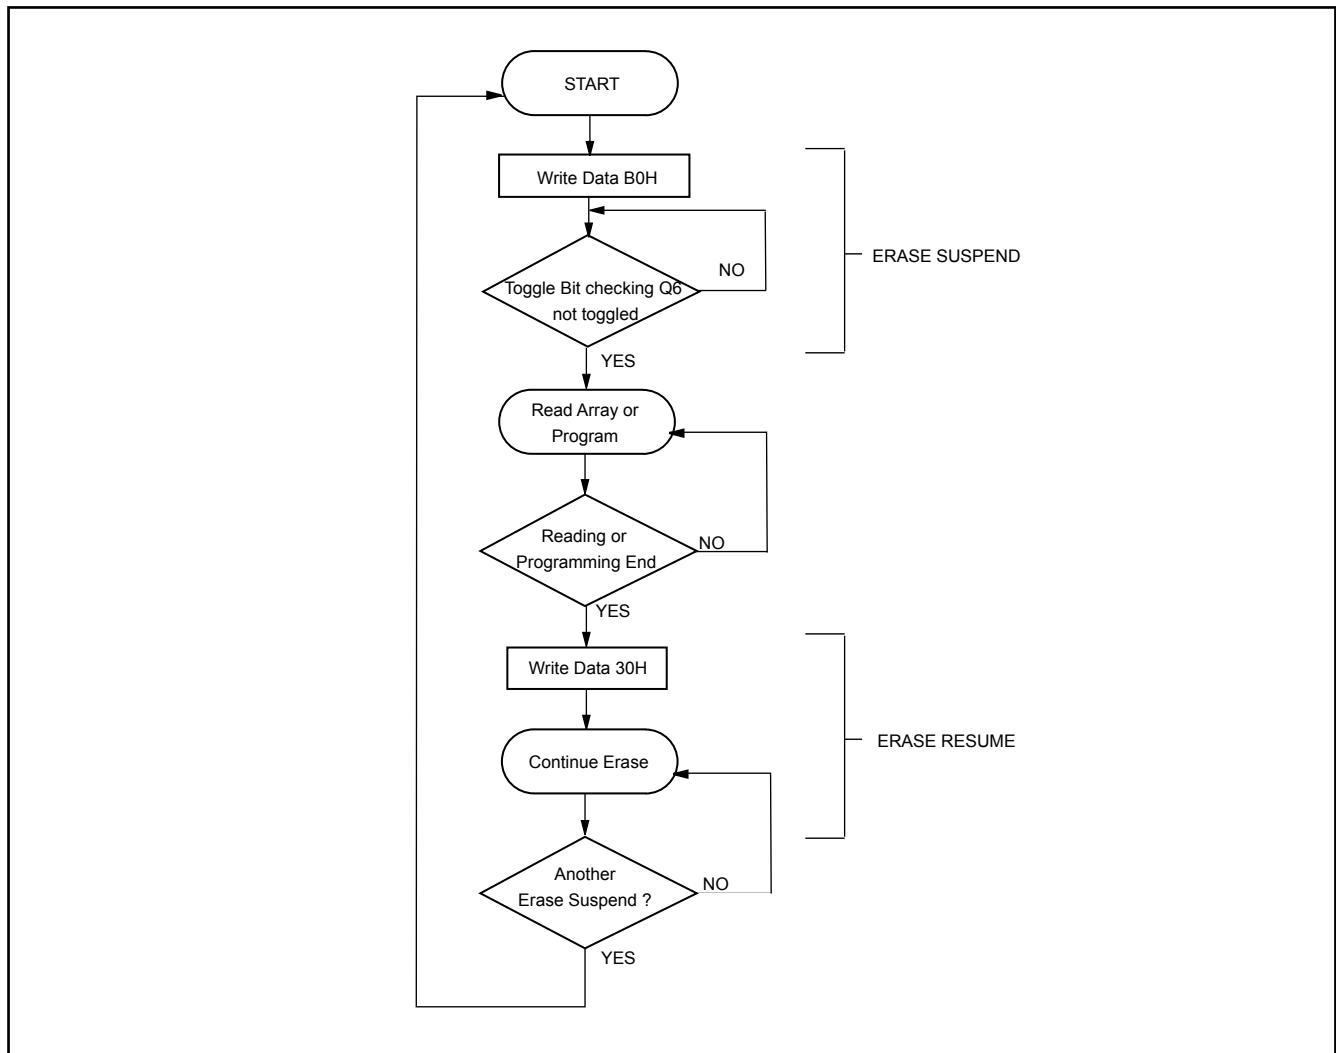 START
Write Data B0H
ERASE SUSPEND
NO
Toggle Bit checking Q6
not toggled
YES
Read Array or
Program
Reading or
NO
Programming End
YES
Write Data 30H
ERASE RESUME
Continue Erase
Another
NO
Erase Suspend ?
YES